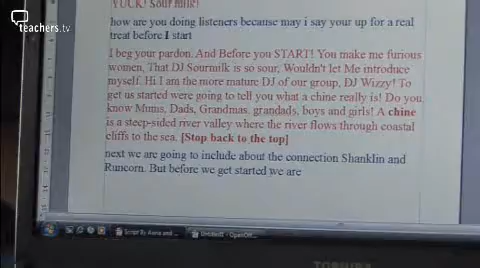 teachers.tv
YUCK! Sour milk!
how are you doing listeners because may i say your up for a real
treat before I start
I beg your pardon. And Before you START! You make me furious
women, That DJ Sourmilk is so sour, Wouldn't let Me introduce
myself. Hi I am the more mature DJ of our group, DJ Wizzy! To
get us started were going to tell you what a chine really is! Do you
know Mums, Dads, Grandmas, grandads, boys and girls! A chine
is a steep-sided river valley where the river flows through coastal
cliffs to the sea. [Stop back to the top]
next we are going to include about the connection Shanklin and
Runcorn. But before we get started we are
Script By Anna and
Untitled1 - OpenOff...
TOSHIBA